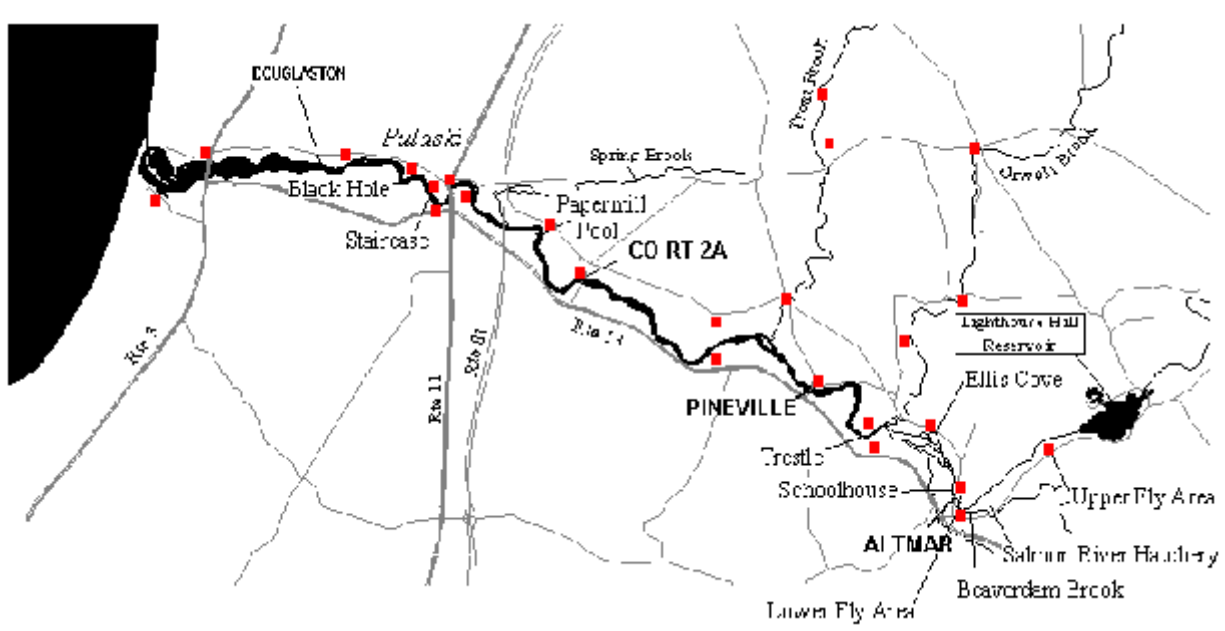 DOUGLASTON
Pulaski
Trout Brook
Spring Brook
Orwell Brook
Black Hole
Papermill
Pool
Staircase
CO RT 2A
Rte 3
Rte 11
Rte 81
Lighthouse Hill
Reservoir
Ellis Cove
PINEVILLE
Trestle
Schoolhouse
Upper Fly Area
ALTMAR
Salmon River Hatchery
Beaverdam Brook
Lower Fly Area